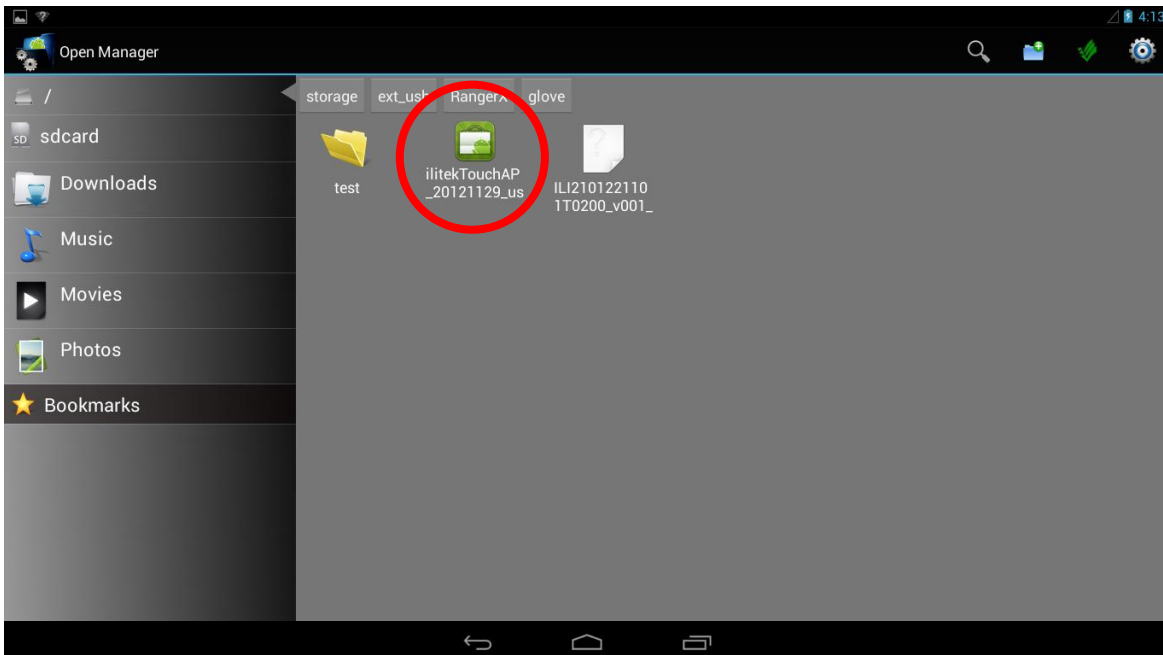 4:13
Open Manager
/
storage ext_usb RangerX glove
SD sdcard
Downloads
Music
Movies
Photos
Bookmarks
test
ilitekTouchAP
_20121129_us
ILI210122110
1T0200_v001_